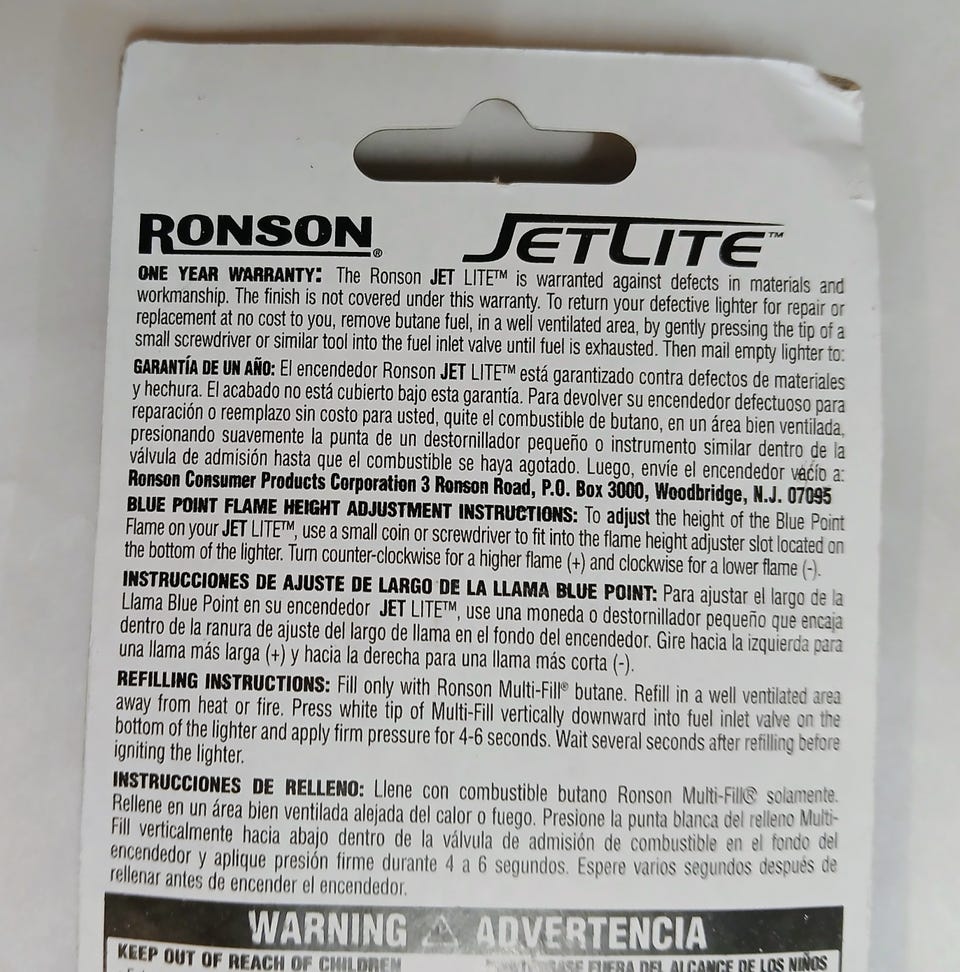 RONSON® JETLITE™
ONE YEAR WARRANTY: The Ronson JET LITE™ is warranted against defects in materials and
workmanship. The finish is not covered under this warranty. To return your defective lighter for repair or
replacement at no cost to you, remove butane fuel, in a well ventilated area, by gently pressing the tip of a
small screwdriver or similar tool into the fuel inlet valve until fuel is exhausted. Then mail empty lighter to:
GARANTÍA DE UN AÑO: El encendedor Ronson JET LITE™ está garantizado contra defectos de materiales
y hechura. El acabado no está cubierto bajo esta garantía. Para devolver su encendedor defectuoso para
reparación o reemplazo sin costo para usted, quite el combustible de butano, en un área bien ventilada,
presionando suavemente la punta de un destornillador pequeño o instrumento similar dentro de la
válvula de admisión hasta que el combustible se haya agotado. Luego, envíe el encendedor vacío a:
Ronson Consumer Products Corporation 3 Ronson Road, P.O. Box 3000, Woodbridge, N.J. 07095
BLUE POINT FLAME HEIGHT ADJUSTMENT INSTRUCTIONS: To adjust the height of the Blue Point
Flame on your JET LITE™, use a small coin or screwdriver to fit into the flame height adjuster slot located on
the bottom of the lighter. Turn counter-clockwise for a higher flame (+) and clockwise for a lower flame (-).
INSTRUCCIONES DE AJUSTE DE LARGO DE LA LLAMA BLUE POINT: Para ajustar el largo de la
Llama Blue Point en su encendedor JET LITE™, use una moneda o destornillador pequeño que encaja
dentro de la ranura de ajuste del largo de llama en el fondo del encendedor. Gire hacia la izquierda para
una llama más larga (+) y hacia la derecha para una llama más corta (-).
REFILLING INSTRUCTIONS: Fill only with Ronson Multi-Fill® butane. Refill in a well ventilated area
away from heat or fire. Press white tip of Multi-Fill vertically downward into fuel inlet valve on the
bottom of the lighter and apply firm pressure for 4-6 seconds. Wait several seconds after refilling before
igniting the lighter.
INSTRUCCIONES DE RELLENO: Llene con combustible butano Ronson Multi-Fill® solamente.
Rellene en un área bien ventilada alejada del calor o fuego. Presione la punta blanca del relleno Multi-
Fill verticalmente hacia abajo dentro de la válvula de admisión de combustible en el fondo del
encendedor y aplique presión firme durante 4 a 6 segundos. Espere varios segundos después de
rellenar antes de encender el encendedor.
WARNING ADVERTENCIA
KEEP OUT OF REACH OF CHILDREN FUERA DEL ALCANCE DE LOS NIÑOS